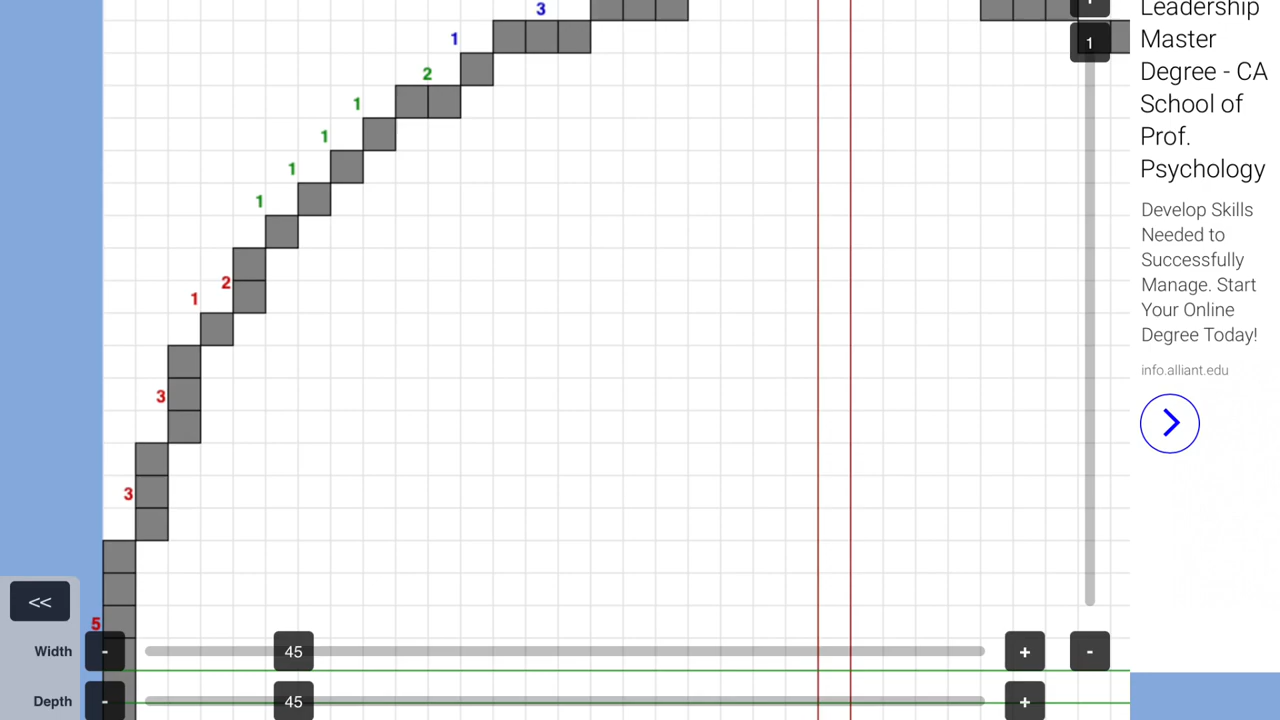 3
1
2
1
1
1
1
2
1
3
3
5
<<
Width
-
45
+
-
Depth
-
45
+
1
Leadership
Master
Degree - CA
School of
Prof.
Psychology
Develop Skills
Needed to
Successfully
Manage. Start
Your Online
Degree Today!
info.alliant.edu